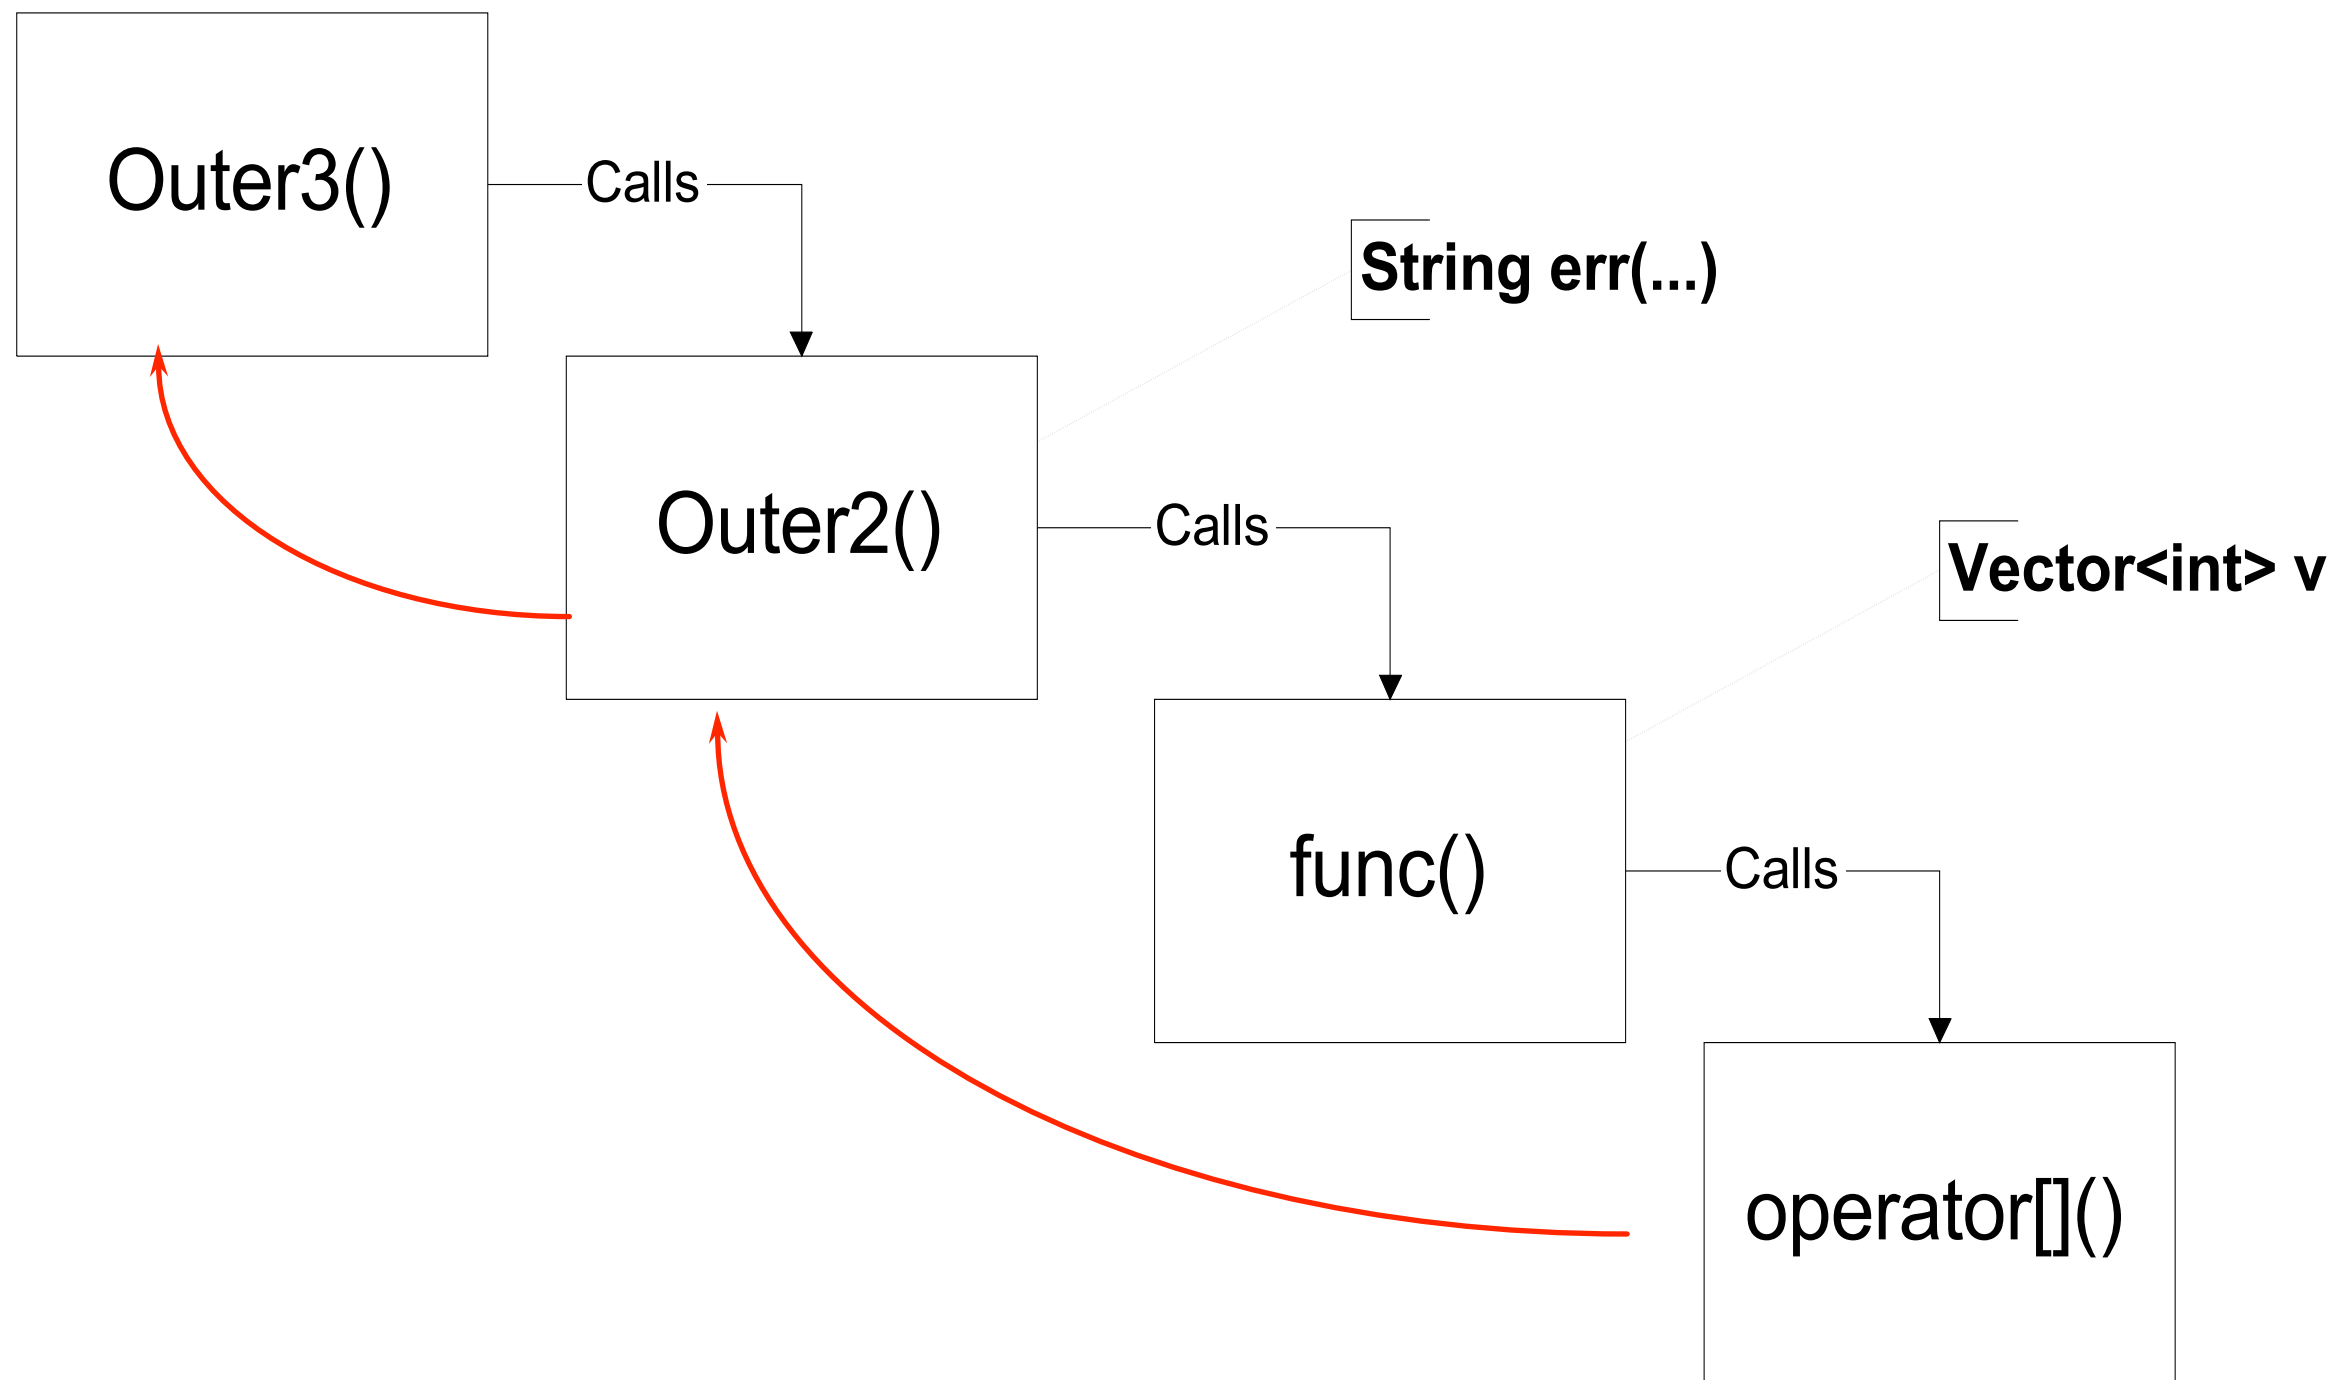 Outer3()
Calls
String err(...)
Outer2()
Calls
Vector<int> v
func()
Calls
operator[]()